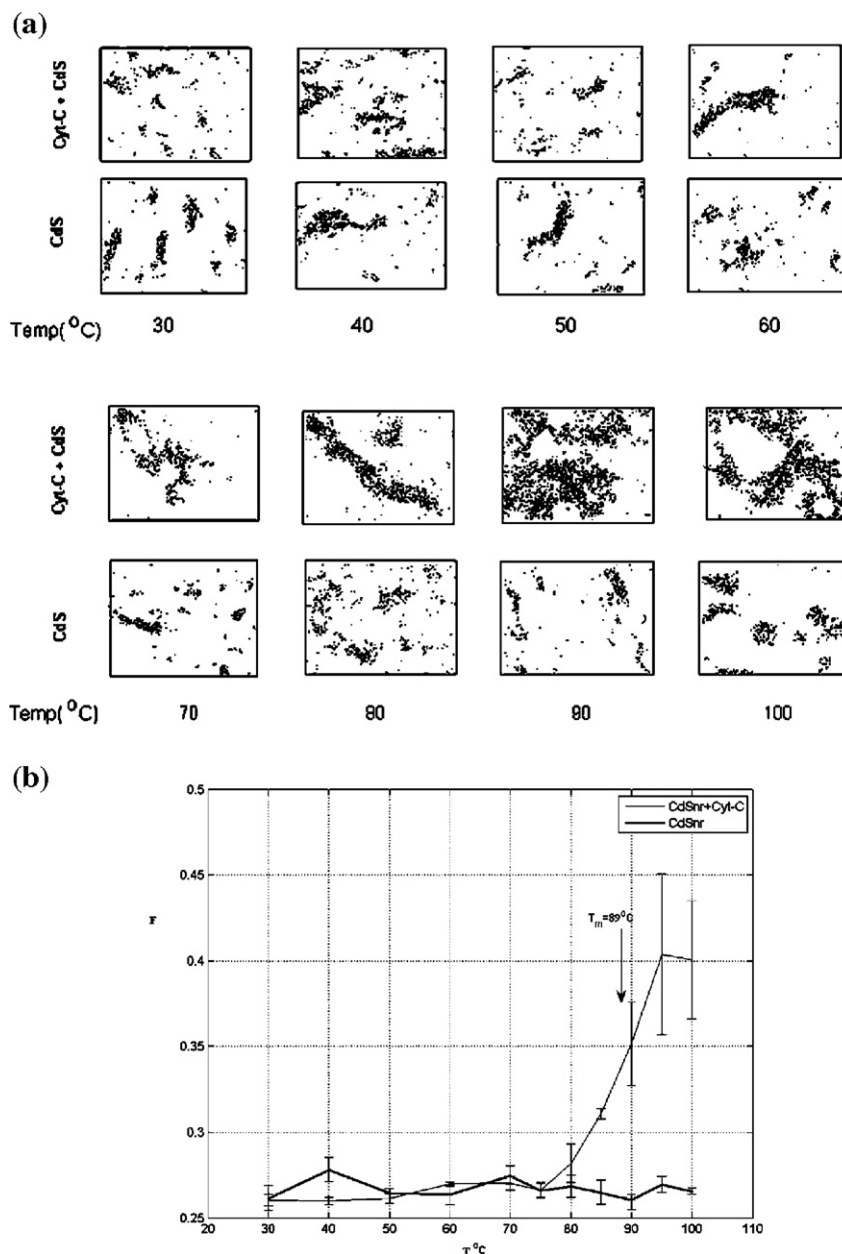 (a)
Cyt-C + CdS
CdS
Temp(°C) 30 40 50 60
Cyt-C + CdS
CdS
Temp(°C) 70 80 90 100
(b)
0.5
CdSnr+Cyt-C
CdSnr
0.45
F
Tm=89°C
0.4
0.35
0.3
0.25
20 30 40 50 60 70 80 90 100 110
T °C